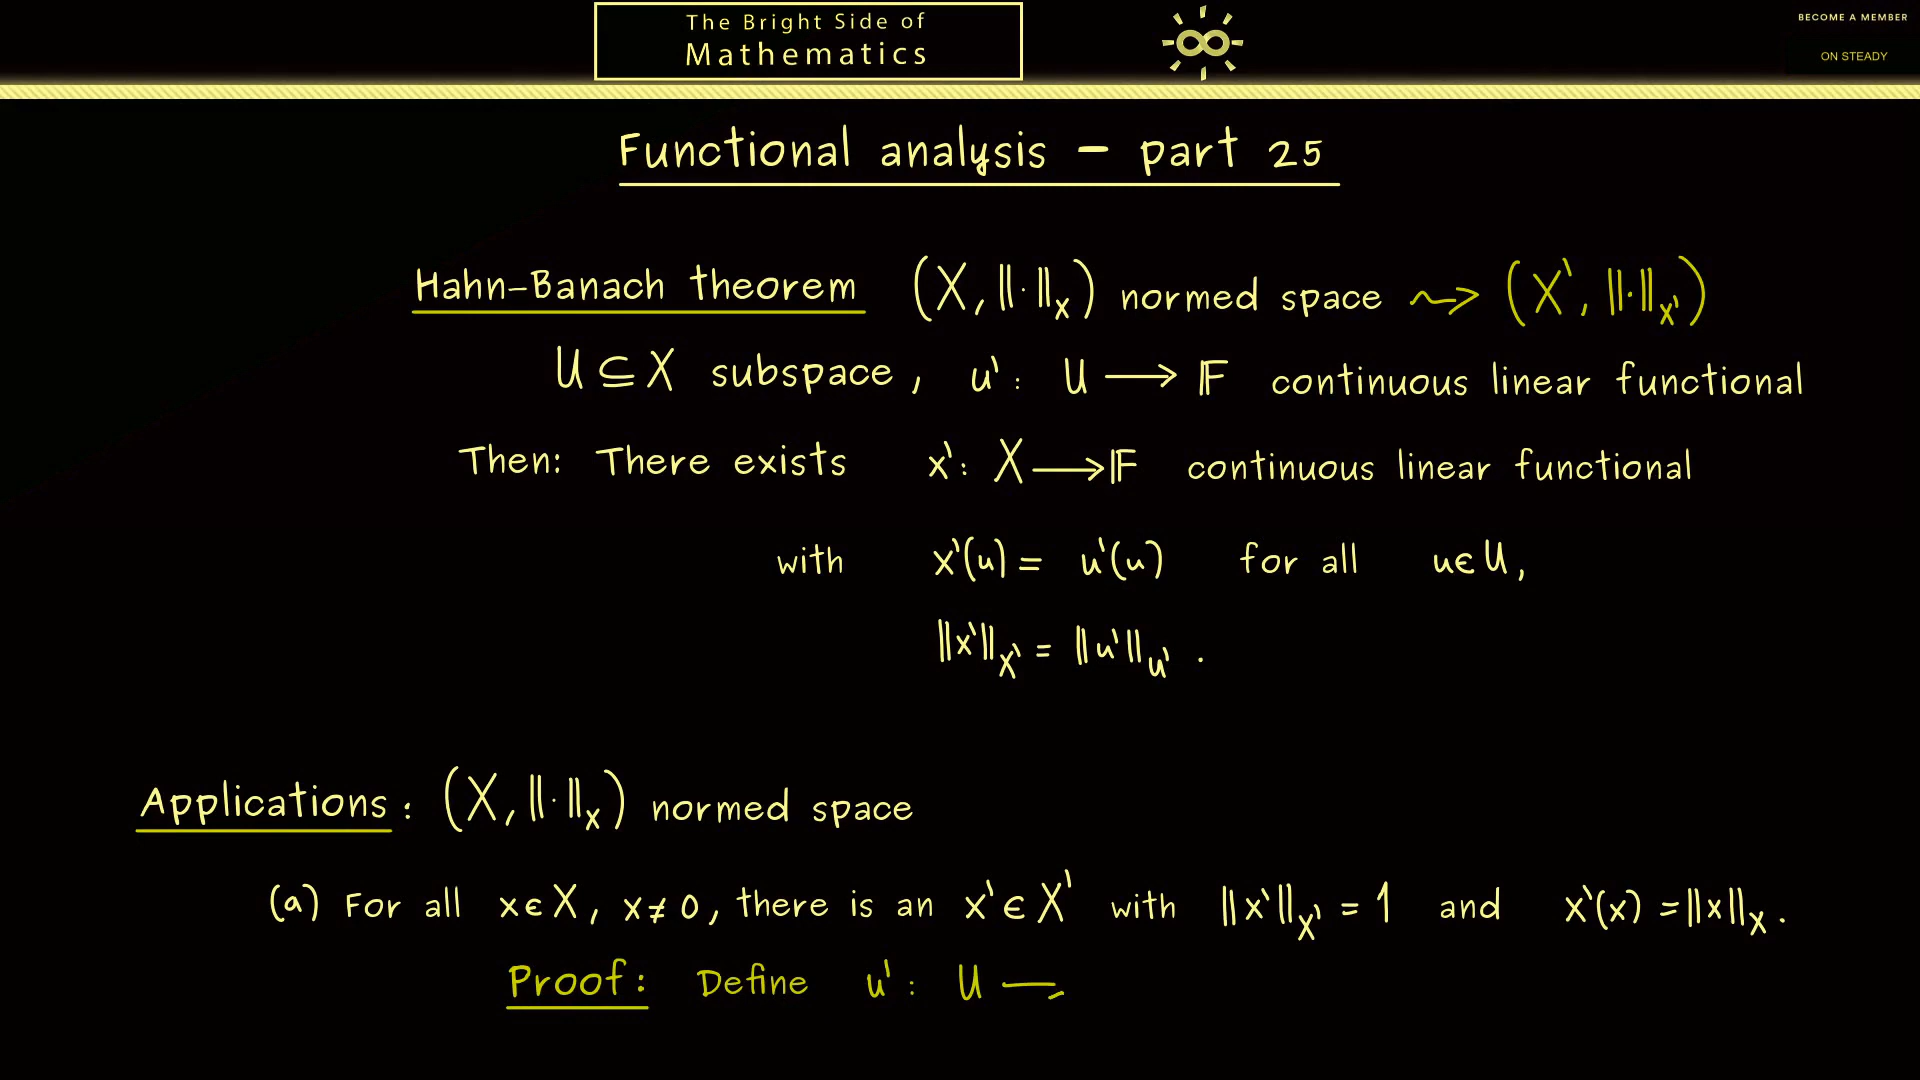 The Bright Side of
Mathematics
BECOME A MEMBER
ON STEADY
Functional analysis – part 25
Hahn-Banach theorem (X, ‖·‖_X) normed space ⇝ (X', ‖·‖_X')
U ⊆ X subspace, u': U ⟶ 𝔽 continuous linear functional
Then: There exists x': X ⟶ 𝔽 continuous linear functional
with x'(u) = u'(u) for all u∈U,
‖x'‖_X' = ‖u'‖_U' .
Applications: (X, ‖·‖_X) normed space
(a) For all x∈X, x≠0, there is an x'∈X' with ‖x'‖_X' = 1 and x'(x) = ‖x‖_X .
Proof: Define u': U —